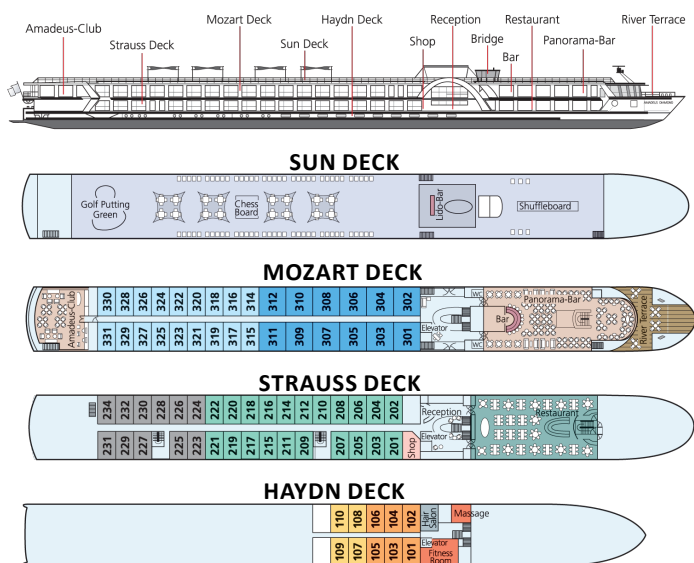 Amadeus-Club
Strauss Deck
Mozart Deck
Sun Deck
Haydn Deck
Shop
Reception
Bridge
Bar
Restaurant
Panorama-Bar
River Terrace
SUN DECK
Golf Putting
Green
Chess
Board
Lido-Bar
Shuffleboard
MOZART DECK
Amadeus-Club
330 328 326 324 322 320 318 316 314 312 310 308 306 304 302
331 329 327 325 323 321 319 317 315 311 309 307 305 303 301
WC
Elevator
WC
Panorama-Bar
Bar
River Terrace
STRAUSS DECK
234 232 230 228 226 224 222 220 218 216 214 212 210 208 206 204 202
231 229 227 225 223 221 219 217 215 211 209 207 205 203 201
Shop
Reception
Elevator
Restaurant
HAYDN DECK
110 108 106 104 102
109 107 105 103 101
Hair
Salon
Massage
Elevator
Fitness
Room